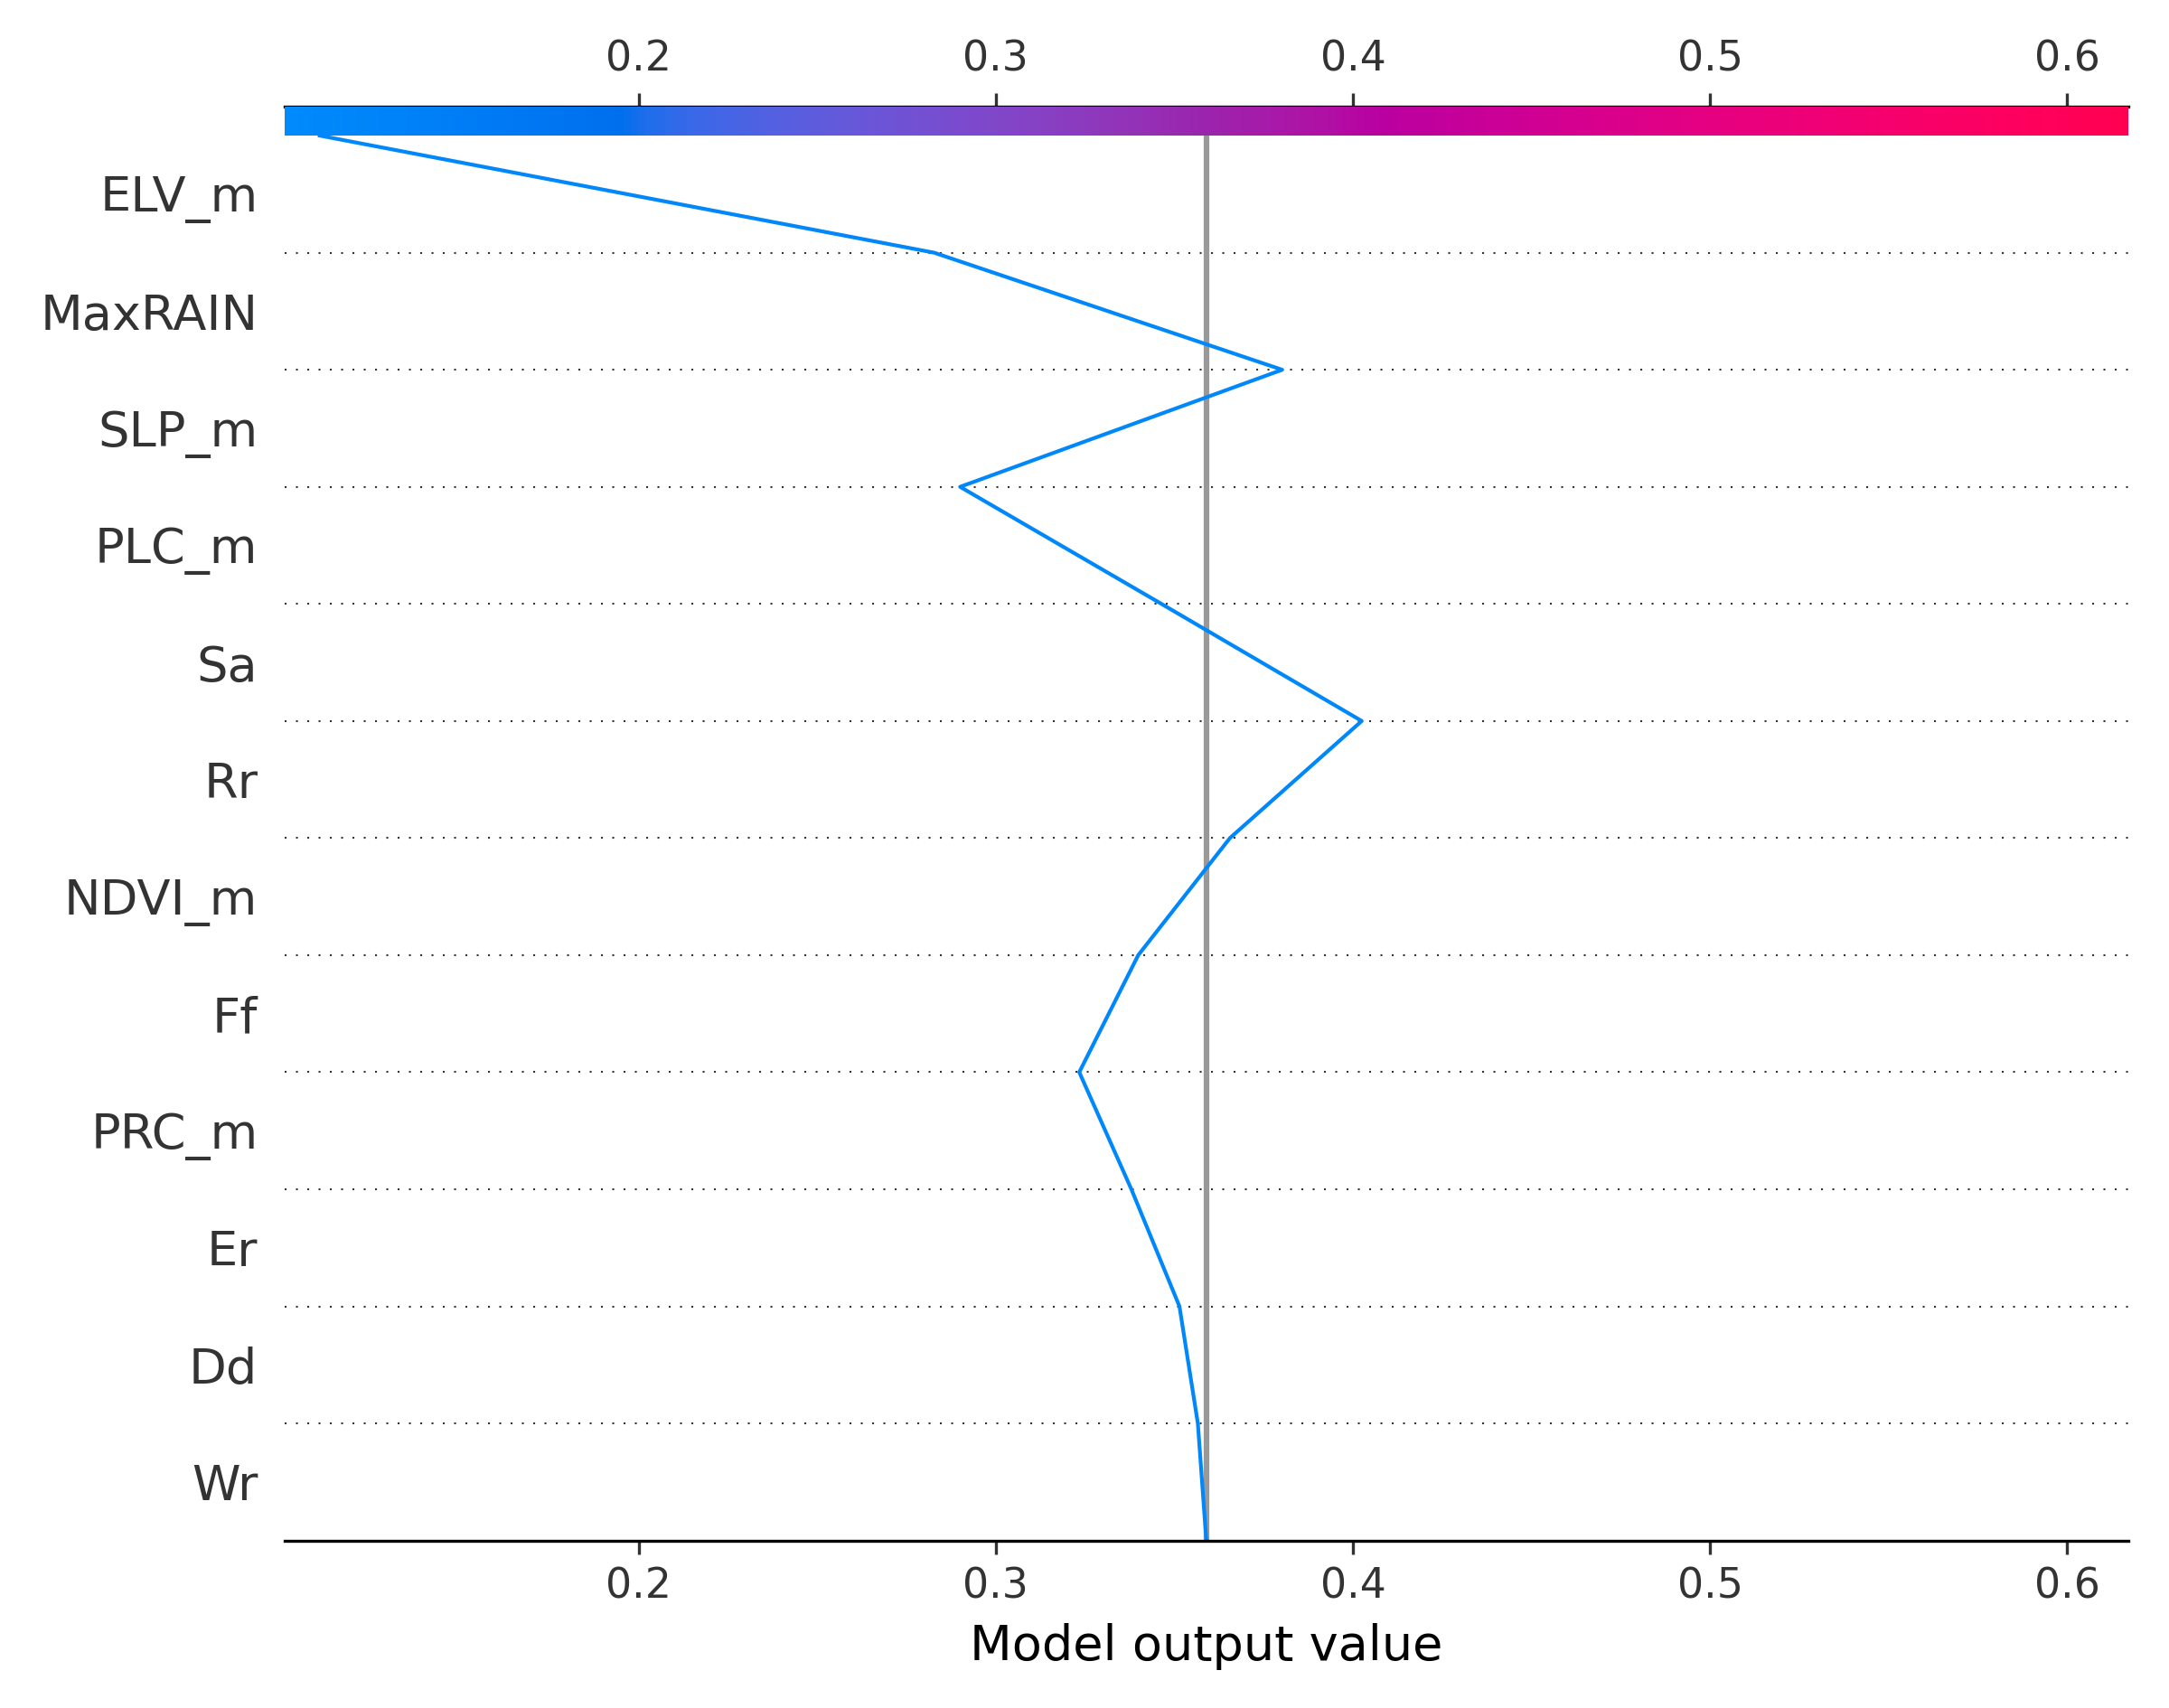 0.2 0.3 0.4 0.5 0.6
ELV_m
MaxRAIN
SLP_m
PLC_m
Sa
Rr
NDVI_m
Ff
PRC_m
Er
Dd
Wr
0.2 0.3 0.4 0.5 0.6
Model output value